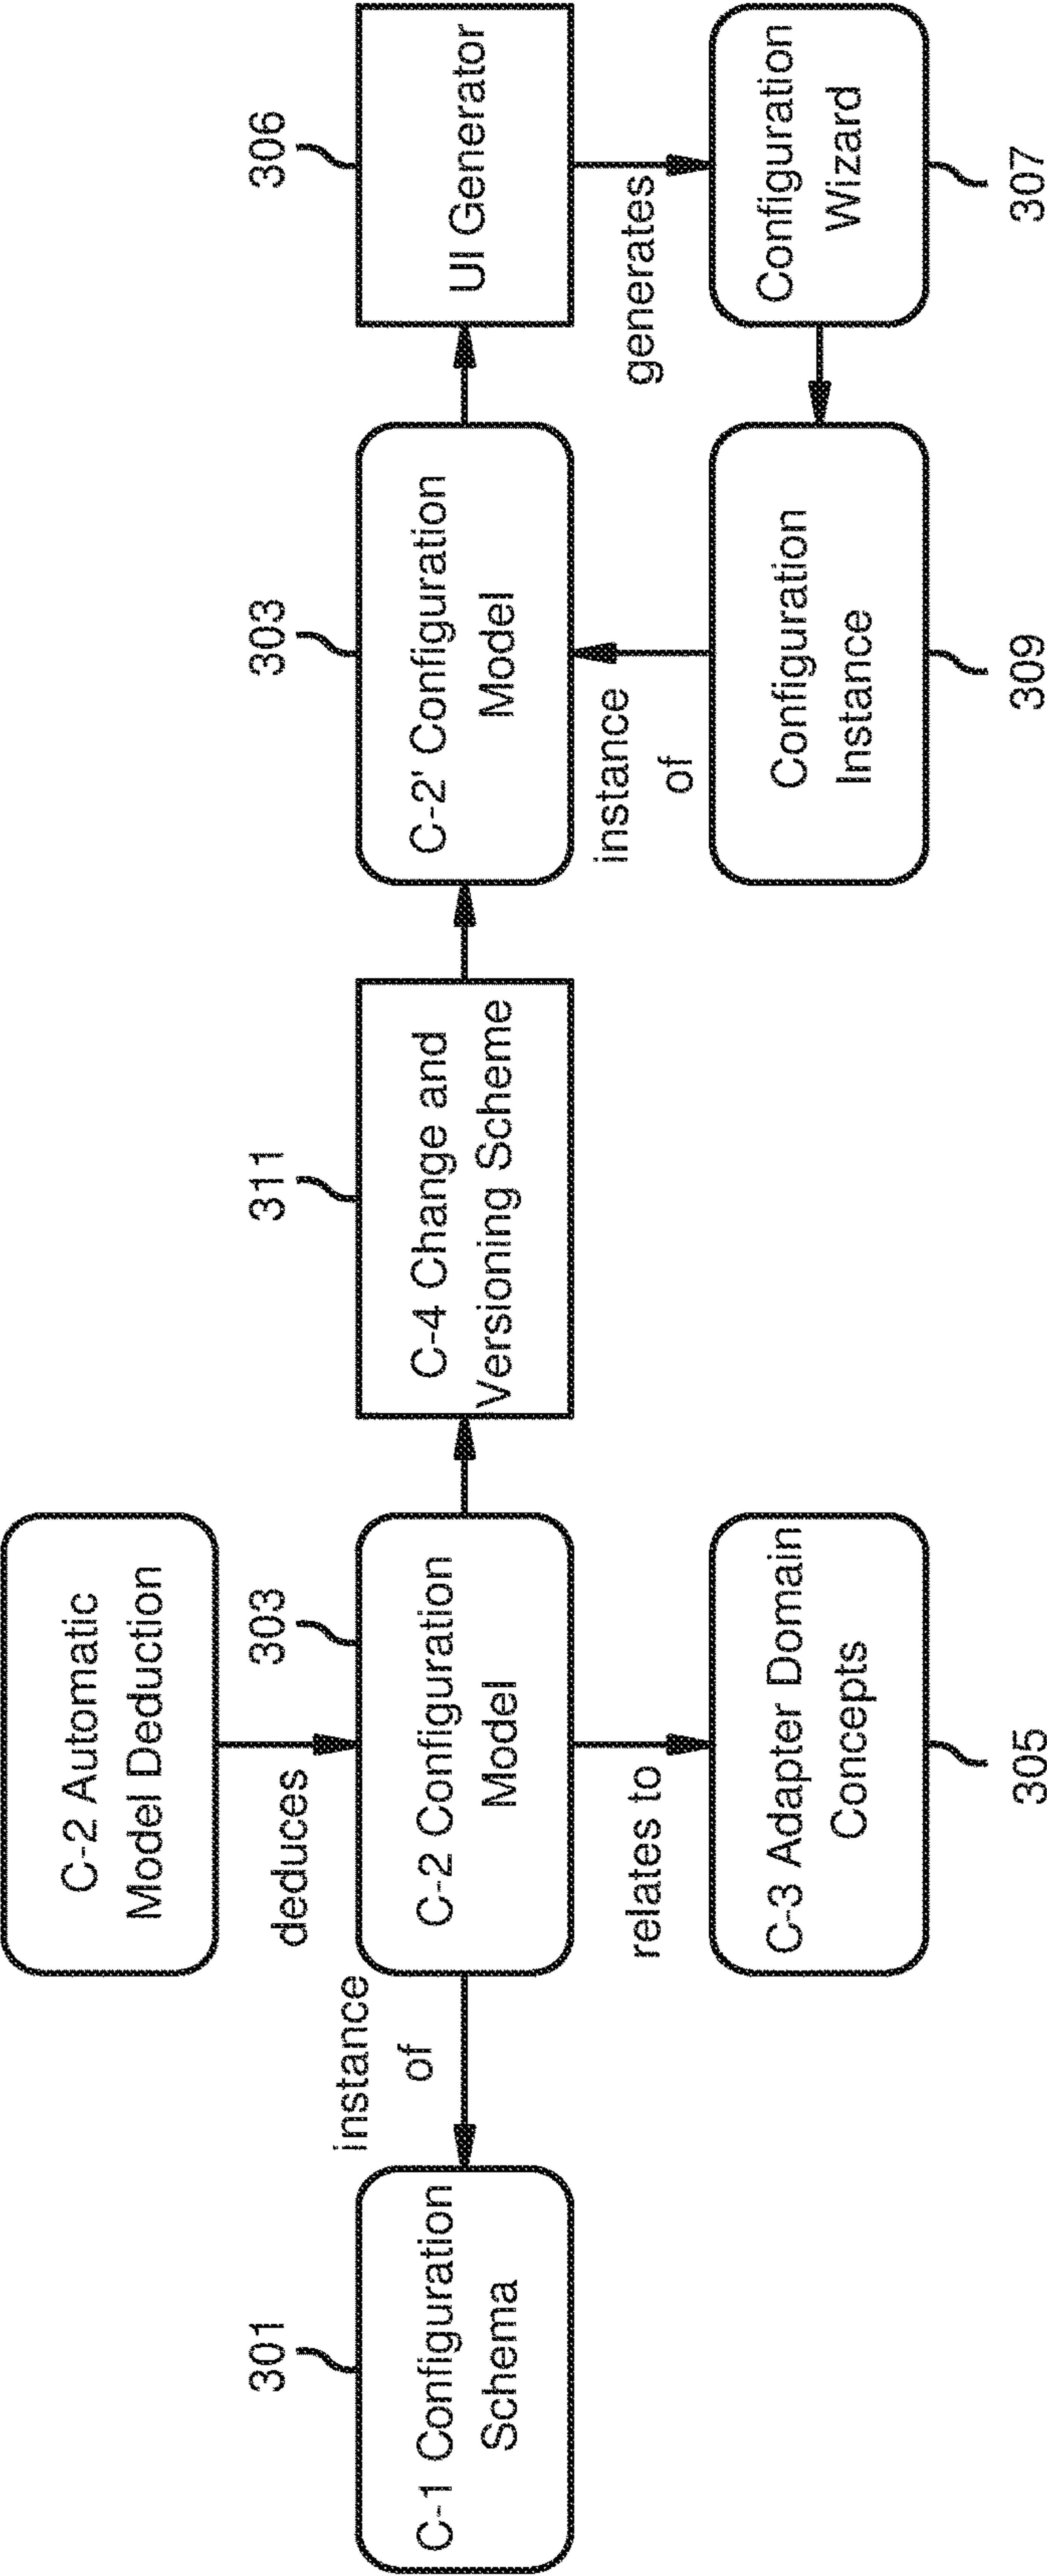 C-2 Automatic
Model Deduction
deduces
301
303
311
303
306
C-1 Configuration
Schema
instance
of
C-2 Configuration
Model
C-4 Change and
Versioning Scheme
C-2' Configuration
Model
UI Generator
relates to
instance
of
generates
C-3 Adapter Domain
Concepts
Configuration
Instance
Configuration
Wizard
305
309
307